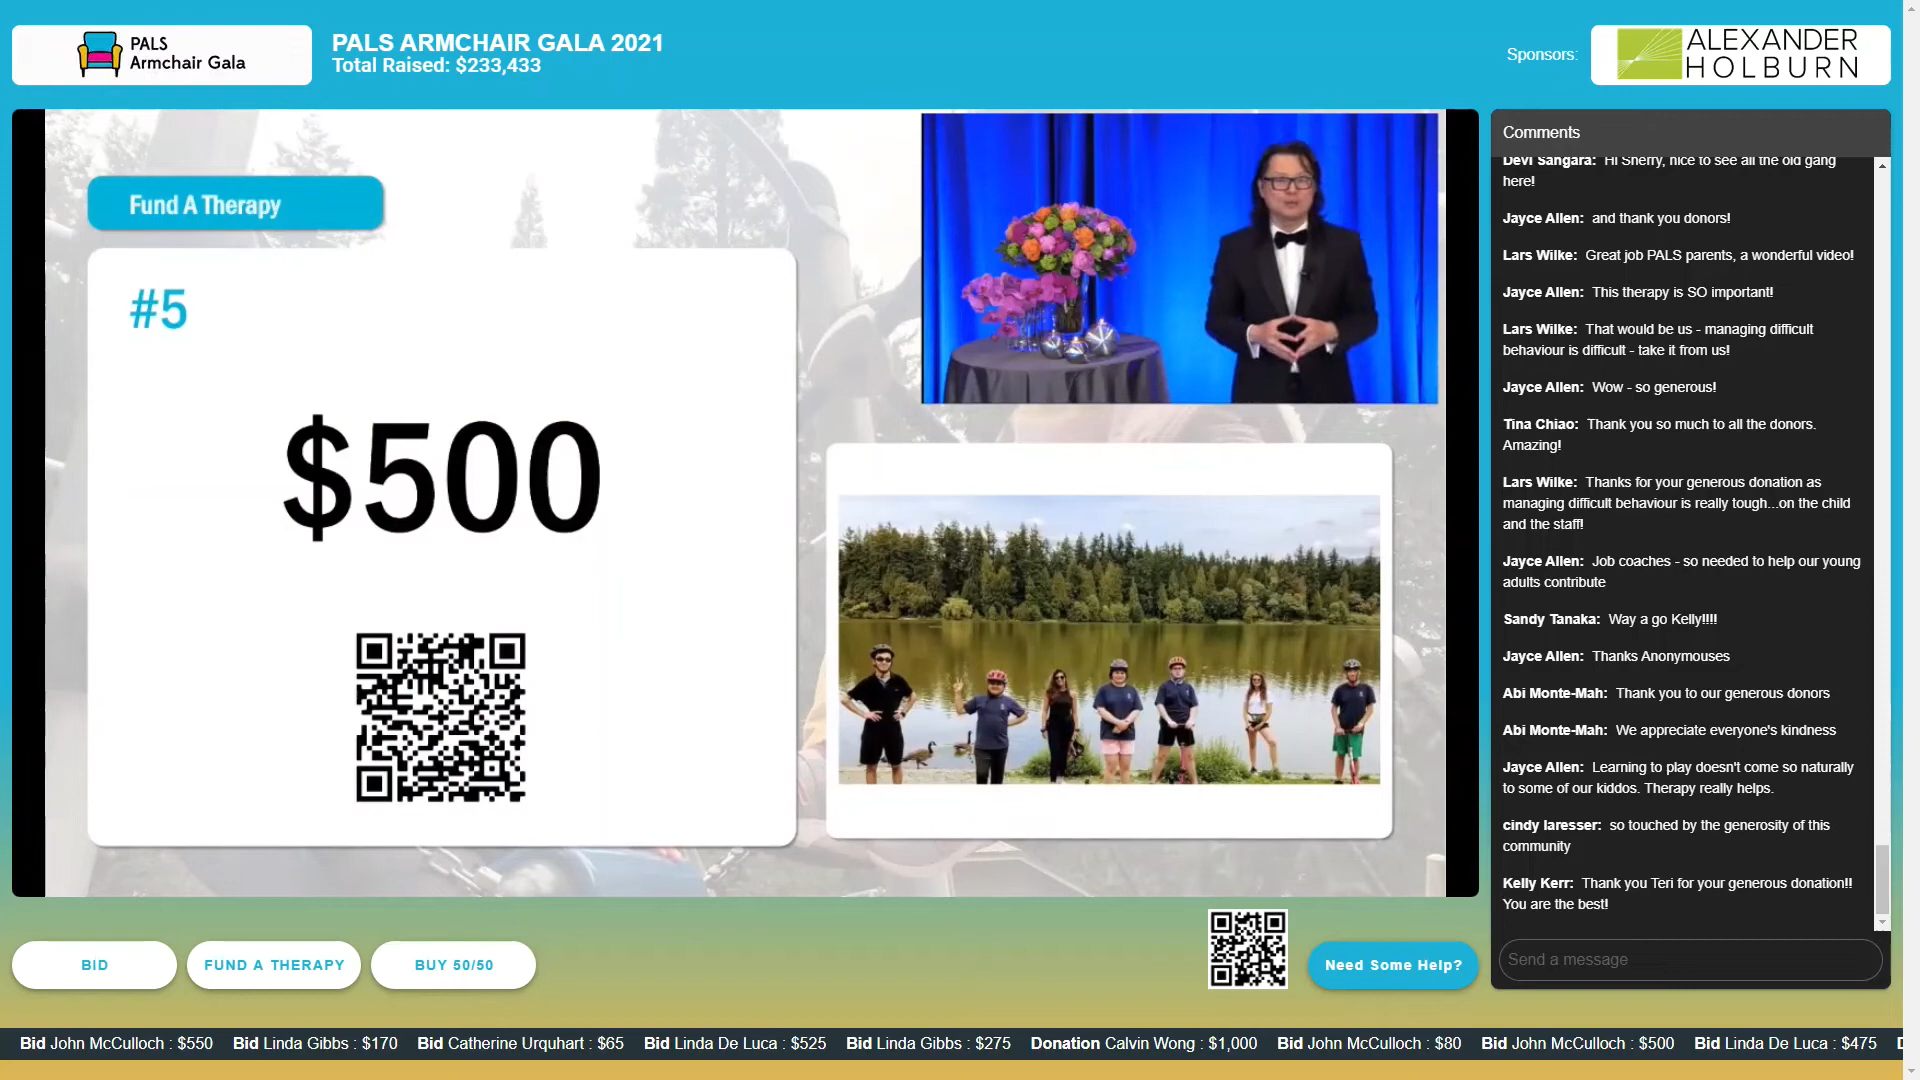 PALS
Armchair Gala
PALS ARMCHAIR GALA 2021
Total Raised: $233,433
Sponsors:
ALEXANDER
HOLBURN
Fund A Therapy
#5
$500
Comments
Devi Sangara: Hi Sherry, nice to see all the old gang
here!
Jayce Allen: and thank you donors!
Lars Wilke: Great job PALS parents, a wonderful video!
Jayce Allen: This therapy is SO important!
Lars Wilke: That would be us - managing difficult
behaviour is difficult - take it from us!
Jayce Allen: Wow - so generous!
Tina Chiao: Thank you so much to all the donors.
Amazing!
Lars Wilke: Thanks for your generous donation as
managing difficult behaviour is really tough...on the child
and the staff!
Jayce Allen: Job coaches - so needed to help our young
adults contribute
Sandy Tanaka: Way a go Kelly!!!!
Jayce Allen: Thanks Anonymouses
Abi Monte-Mah: Thank you to our generous donors
Abi Monte-Mah: We appreciate everyone's kindness
Jayce Allen: Learning to play doesn't come so naturally
to some of our kiddos. Therapy really helps.
cindy laresser: so touched by the generosity of this
community
Kelly Kerr: Thank you Teri for your generous donation!!
You are the best!
Send a message
BID
FUND A THERAPY
BUY 50/50
Need Some Help?
Bid John McCulloch : $550 Bid Linda Gibbs : $170 Bid Catherine Urquhart : $65 Bid Linda De Luca : $525 Bid Linda Gibbs : $275 Donation Calvin Wong : $1,000 Bid John McCulloch : $80 Bid John McCulloch : $500 Bid Linda De Luca : $475